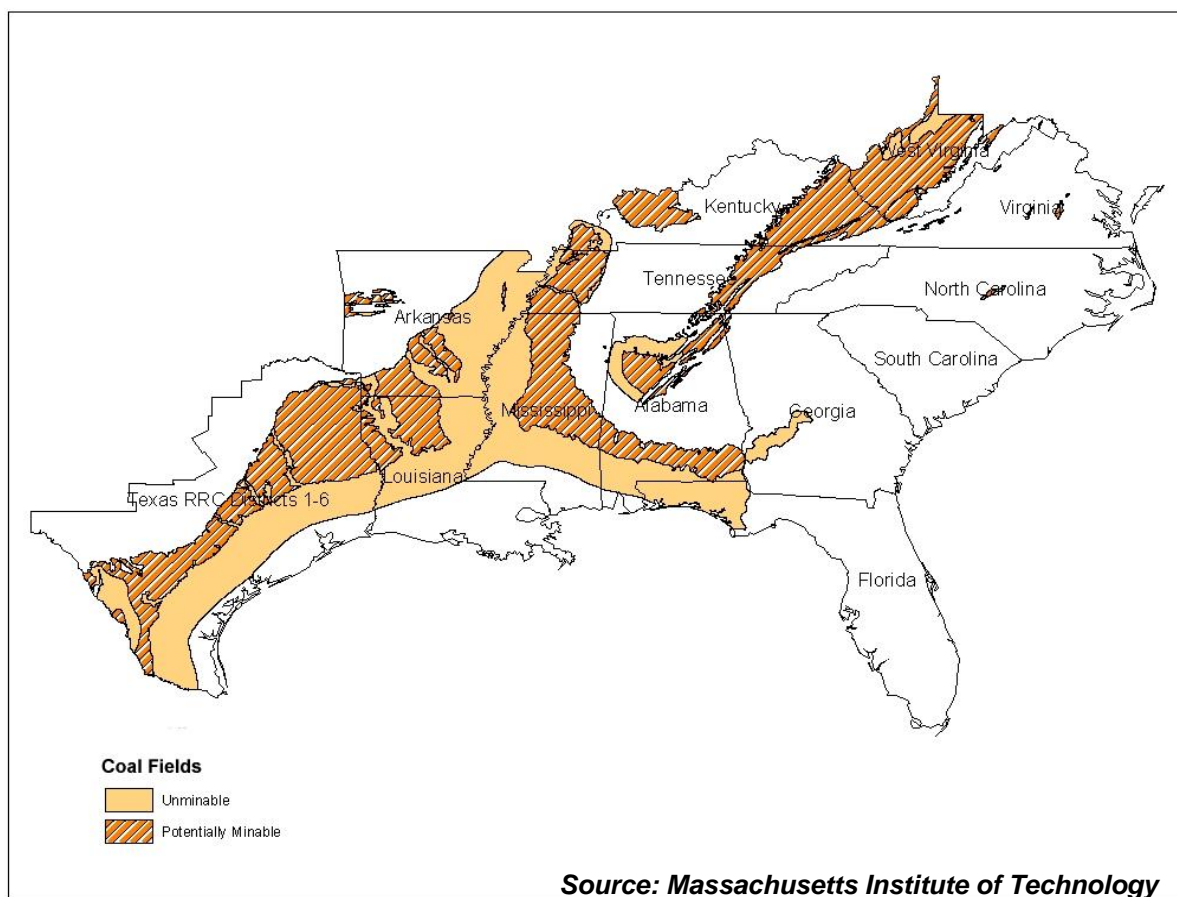 West Virginia
Kentucky
Virginia
Tennessee
North Carolina
Arkansas
South Carolina
Mississippi
Alabama
Georgia
Louisiana
Texas RRC Districts 1-6
Florida
Coal Fields
Unminable
Potentially Minable
Source: Massachusetts Institute of Technology